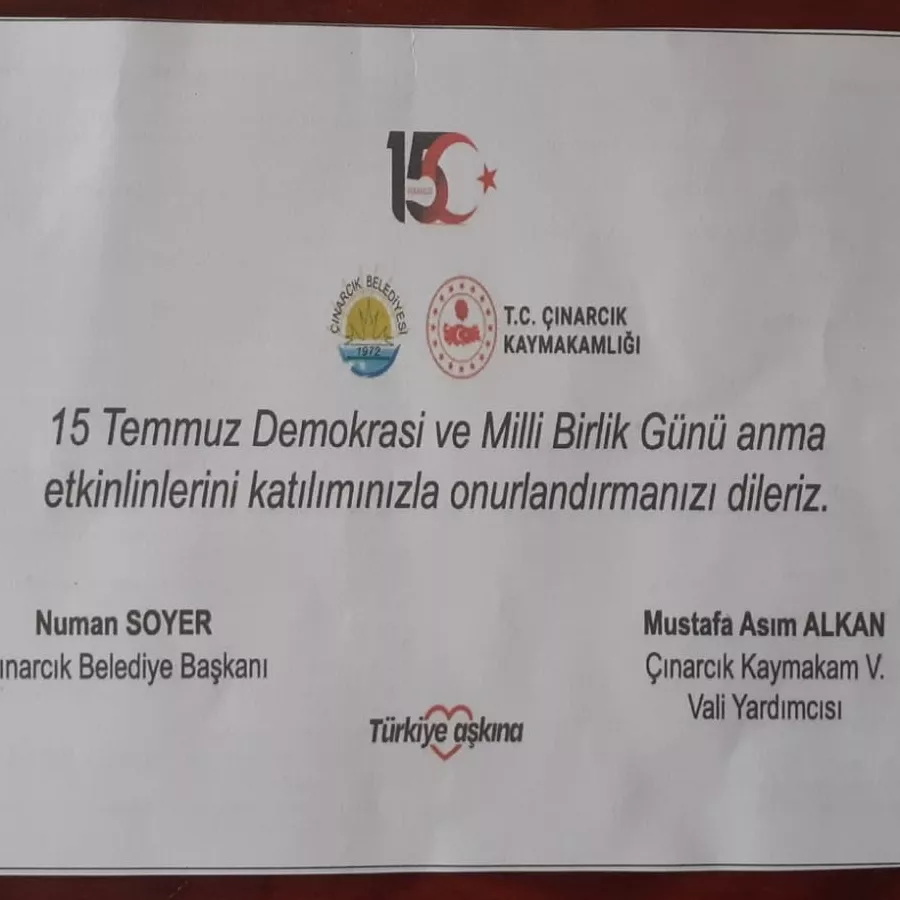 15
ÇINARCIK BELEDİYESİ
1972
T.C. ÇINARCIK
KAYMAKAMLIĞI
15 Temmuz Demokrasi ve Milli Birlik Günü anma
etkinlinlerini katılımınızla onurlandırmanızı dileriz.
Numan SOYER
ınarcık Belediye Başkanı
Mustafa Asım ALKAN
Çınarcık Kaymakam V.
Vali Yardımcısı
Türkiye aşkına